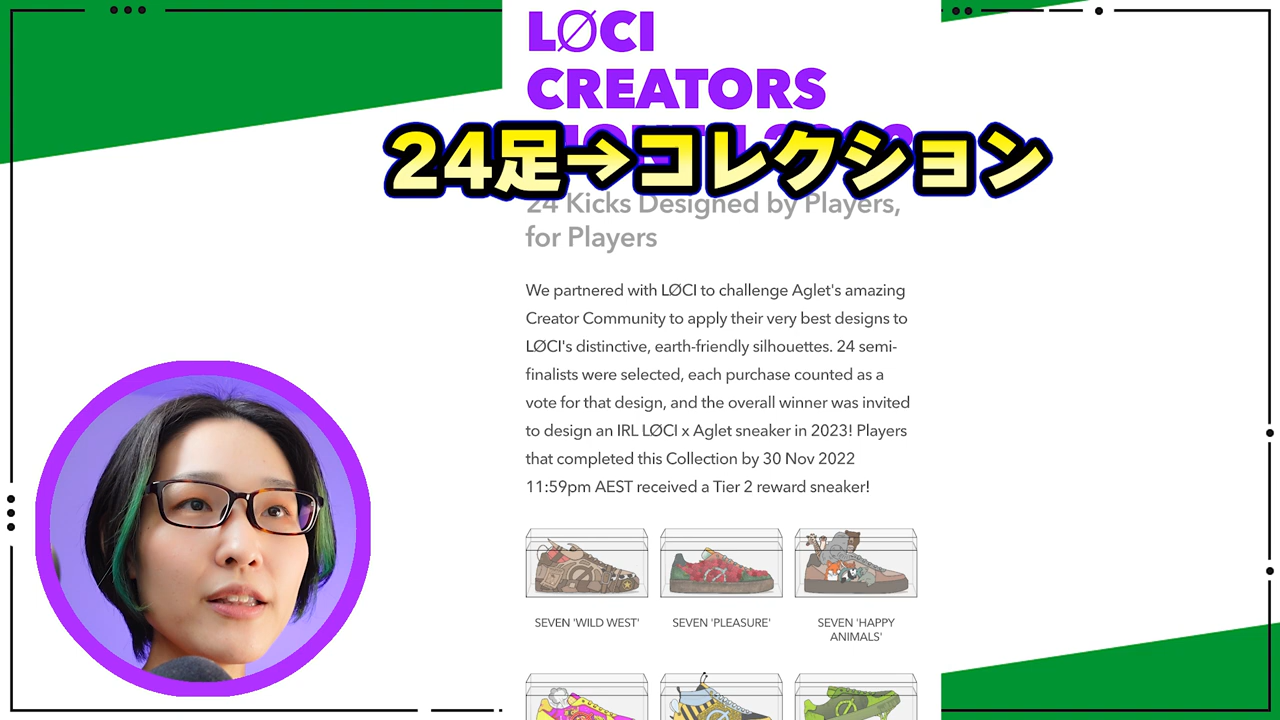 LØCI
CREATORS
24足→コレクション
24 Kicks Designed by Players,
for Players
We partnered with LØCI to challenge Aglet's amazing
Creator Community to apply their very best designs to
LØCI's distinctive, earth-friendly silhouettes. 24 semi-
finalists were selected, each purchase counted as a
vote for that design, and the overall winner was invited
to design an IRL LØCI x Aglet sneaker in 2023! Players
that completed this Collection by 30 Nov 2022
11:59pm AEST received a Tier 2 reward sneaker!
SEVEN 'WILD WEST'
SEVEN 'PLEASURE'
SEVEN 'HAPPY
ANIMALS'